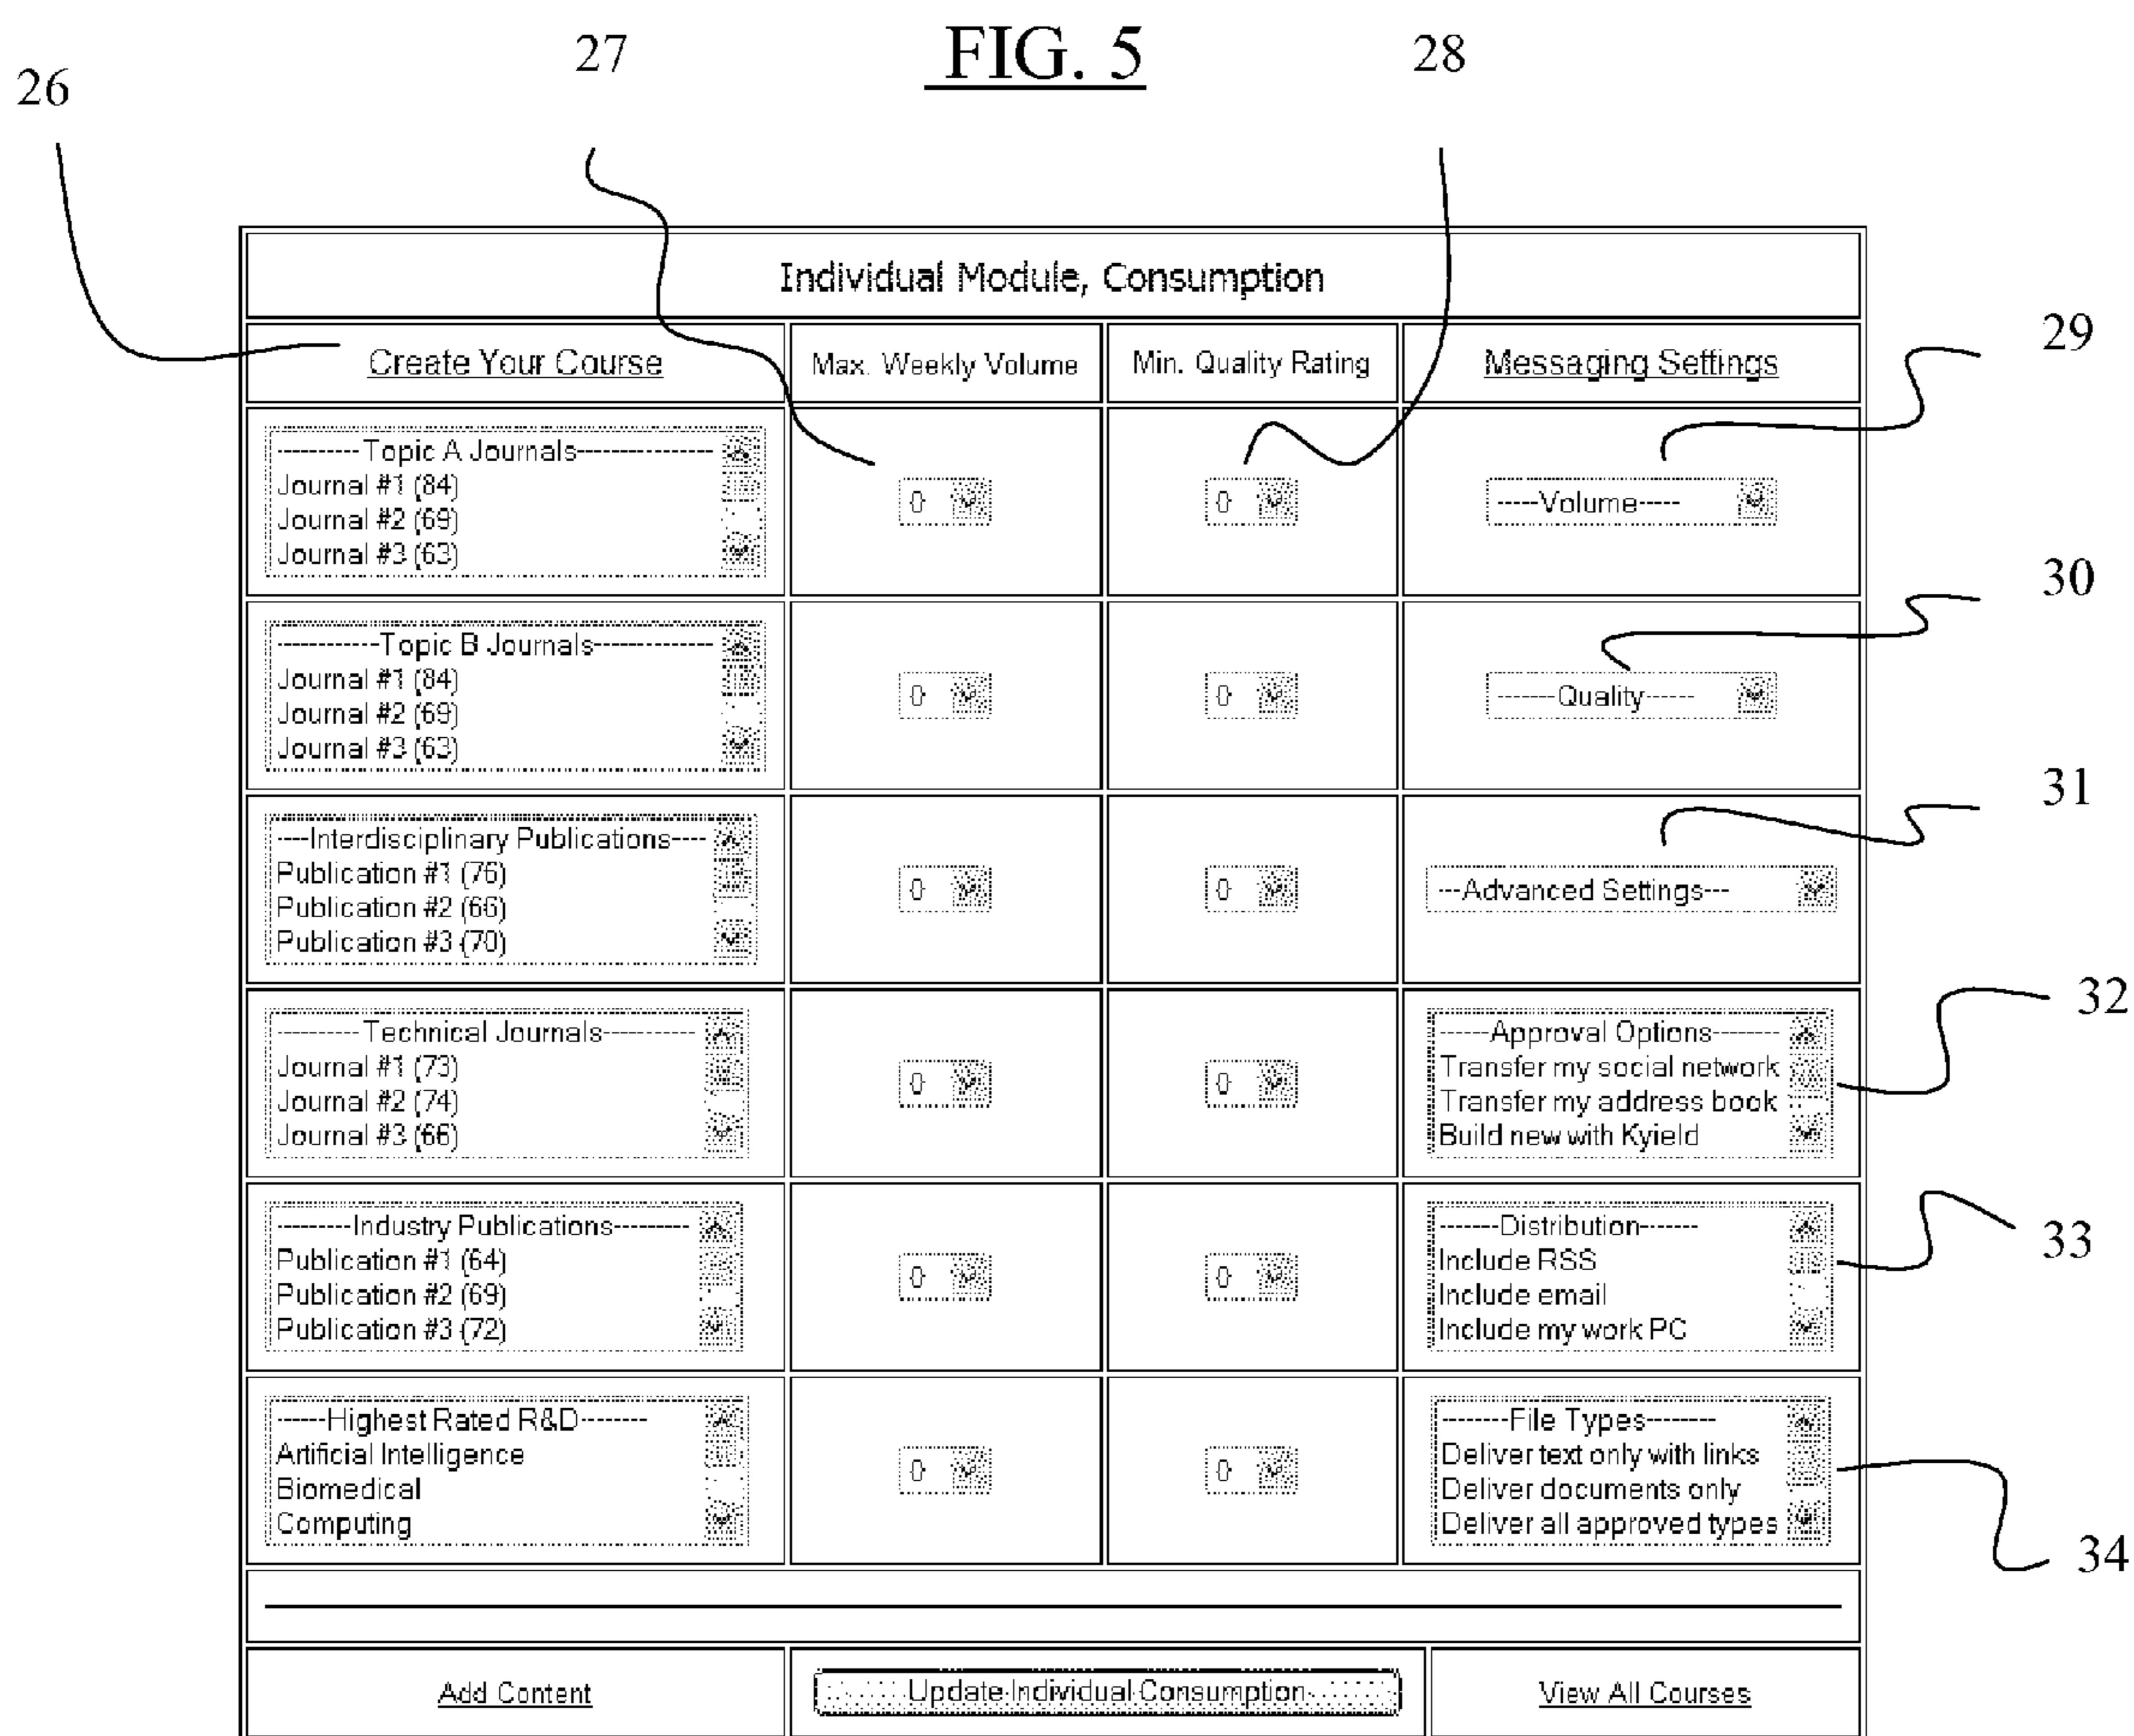 FIG. 5
26
27
28
Individual Module, Consumption
Create Your Course
Max. Weekly Volume
Min. Quality Rating
Messaging Settings
29
----------Topic A Journals-----------------
Journal #1 (84)
Journal #2 (69)
Journal #3 (63)
0
0
-----Volume-----
30
------------Topic B Journals--------------
Journal #1 (84)
Journal #2 (69)
Journal #3 (63)
0
0
-------Quality------
31
----Interdisciplinary Publications----
Publication #1 (76)
Publication #2 (66)
Publication #3 (70)
0
0
---Advanced Settings---
32
----------Technical Journals-----------
Journal #1 (73)
Journal #2 (74)
Journal #3 (66)
0
0
------Approval Options--------
Transfer my social network
Transfer my address book
Build new with Kyield
33
---------Industry Publications---------
Publication #1 (64)
Publication #2 (69)
Publication #3 (72)
0
0
-------Distribution-------
Include RSS
Include email
Include my work PC
34
------Highest Rated R&D--------
Artificial Intelligence
Biomedical
Computing
0
0
--------File Types--------
Deliver text only with links
Deliver documents only
Deliver all approved types
Add Content
Update Individual Consumption
View All Courses